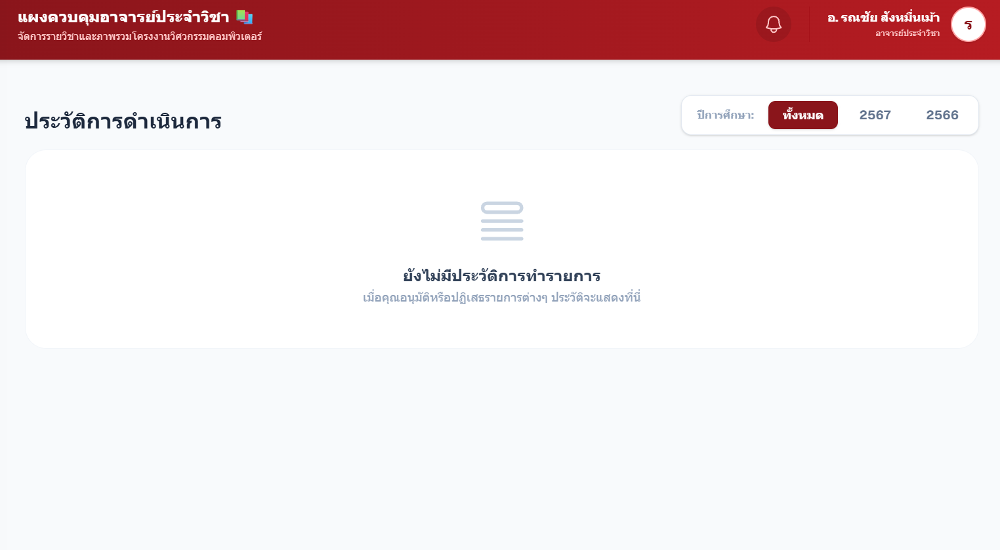 แผงควบคุมอาจารย์ประจำวิชา
จัดการรายวิชาและภาพรวมโครงงานวิศวกรรมคอมพิวเตอร์
อ. รณชัย สังหมื่นเม้า
อาจารย์ประจำวิชา
ร
ประวัติการดำเนินการ
ปีการศึกษา: ทั้งหมด 2567 2566
ยังไม่มีประวัติการทำรายการ
เมื่อคุณอนุมัติหรือปฏิเสธรายการต่างๆ ประวัติจะแสดงที่นี่